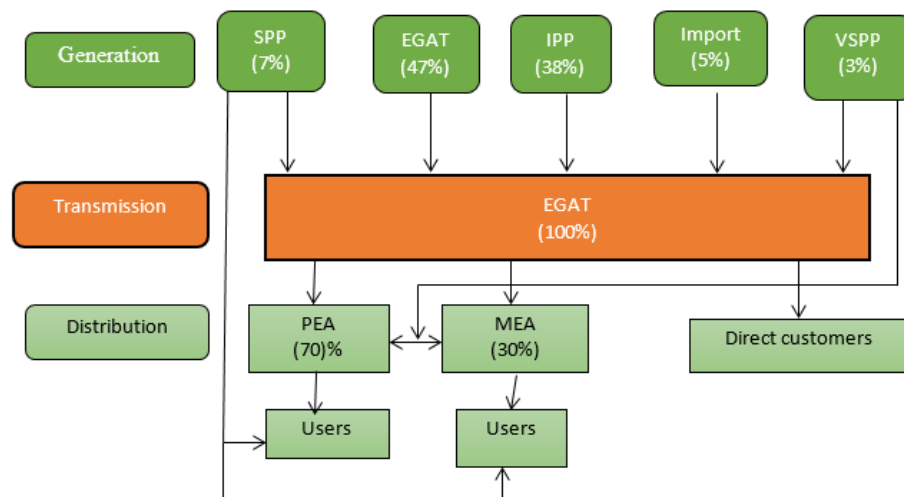 Generation
SPP
(7%)
EGAT
(47%)
IPP
(38%)
Import
(5%)
VSPP
(3%)
Transmission
EGAT
(100%)
Distribution
PEA
(70)%
MEA
(30%)
Direct customers
Users
Users